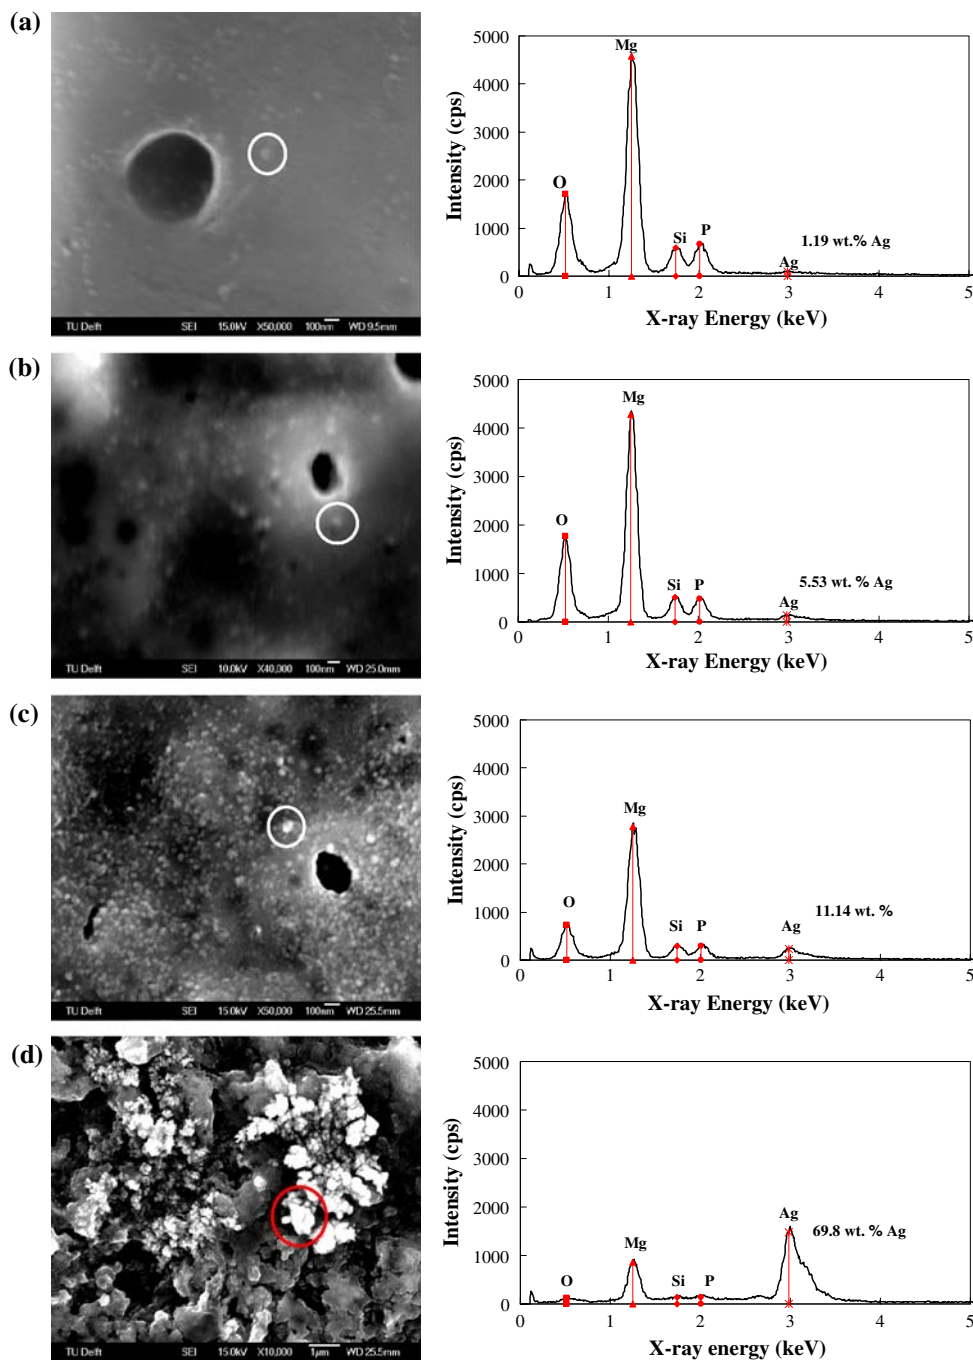 (a)
TU Delft SEI 15.0kV X50,000 100nm WD 9.5mm
5000
4000
3000
2000
1000
0
Intensity (cps)
Mg
O
Si
P
Ag
1.19 wt.% Ag
0 1 2 3 4 5
X-ray Energy (keV)
(b)
TU Delft SEI 10.0kV X40,000 100nm WD 25.0mm
5000
4000
3000
2000
1000
0
Intensity (cps)
Mg
O
Si
P
Ag
5.53 wt. % Ag
0 1 2 3 4 5
X-ray Energy (keV)
(c)
TU Delft SEI 15.0kV X50,000 100nm WD 25.5mm
5000
4000
3000
2000
1000
0
Intensity (cps)
Mg
O
Si
P
Ag
11.14 wt. %
0 1 2 3 4 5
X-ray Energy (keV)
(d)
TU Delft SEI 15.0kV X10,000 1µm WD 25.5mm
5000
4000
3000
2000
1000
0
Intensity (cps)
O
Mg
Si
P
Ag
69.8 wt. % Ag
0 1 2 3 4 5
X-ray energy (keV)